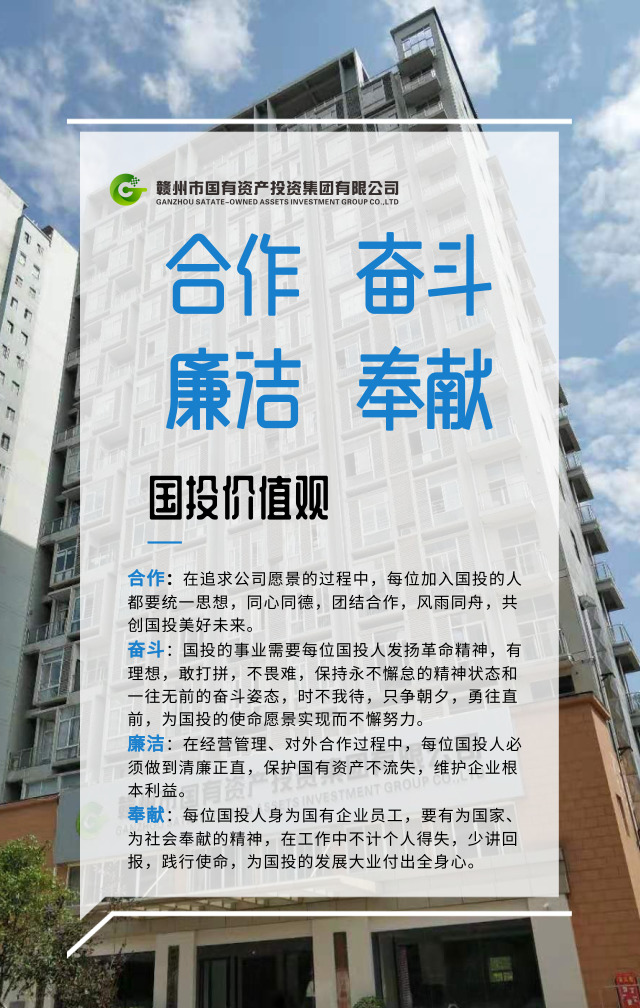 赣州市国有资产投资集团有限公司
GANZHOU SATATE-OWNED ASSETS INVESTMENT GROUP CO.,LTD
合作 奋斗
廉洁 奉献
国投价值观
合作：在追求公司愿景的过程中，每位加入国投的人
都要统一思想，同心同德，团结合作，风雨同舟，共
创国投美好未来。
奋斗：国投的事业需要每位国投人发扬革命精神，有
理想，敢打拼，不畏难，保持永不懈怠的精神状态和
一往无前的奋斗姿态，时不我待，只争朝夕，勇往直
前，为国投的使命愿景实现而不懈努力。
廉洁：在经营管理、对外合作过程中，每位国投人必
须做到清廉正直，保护国有资产不流失，维护企业根
本利益。
奉献：每位国投人身为国有企业员工，要有为国家、
为社会奉献的精神，在工作中不计个人得失，少讲回
报，践行使命，为国投的发展大业付出全身心。